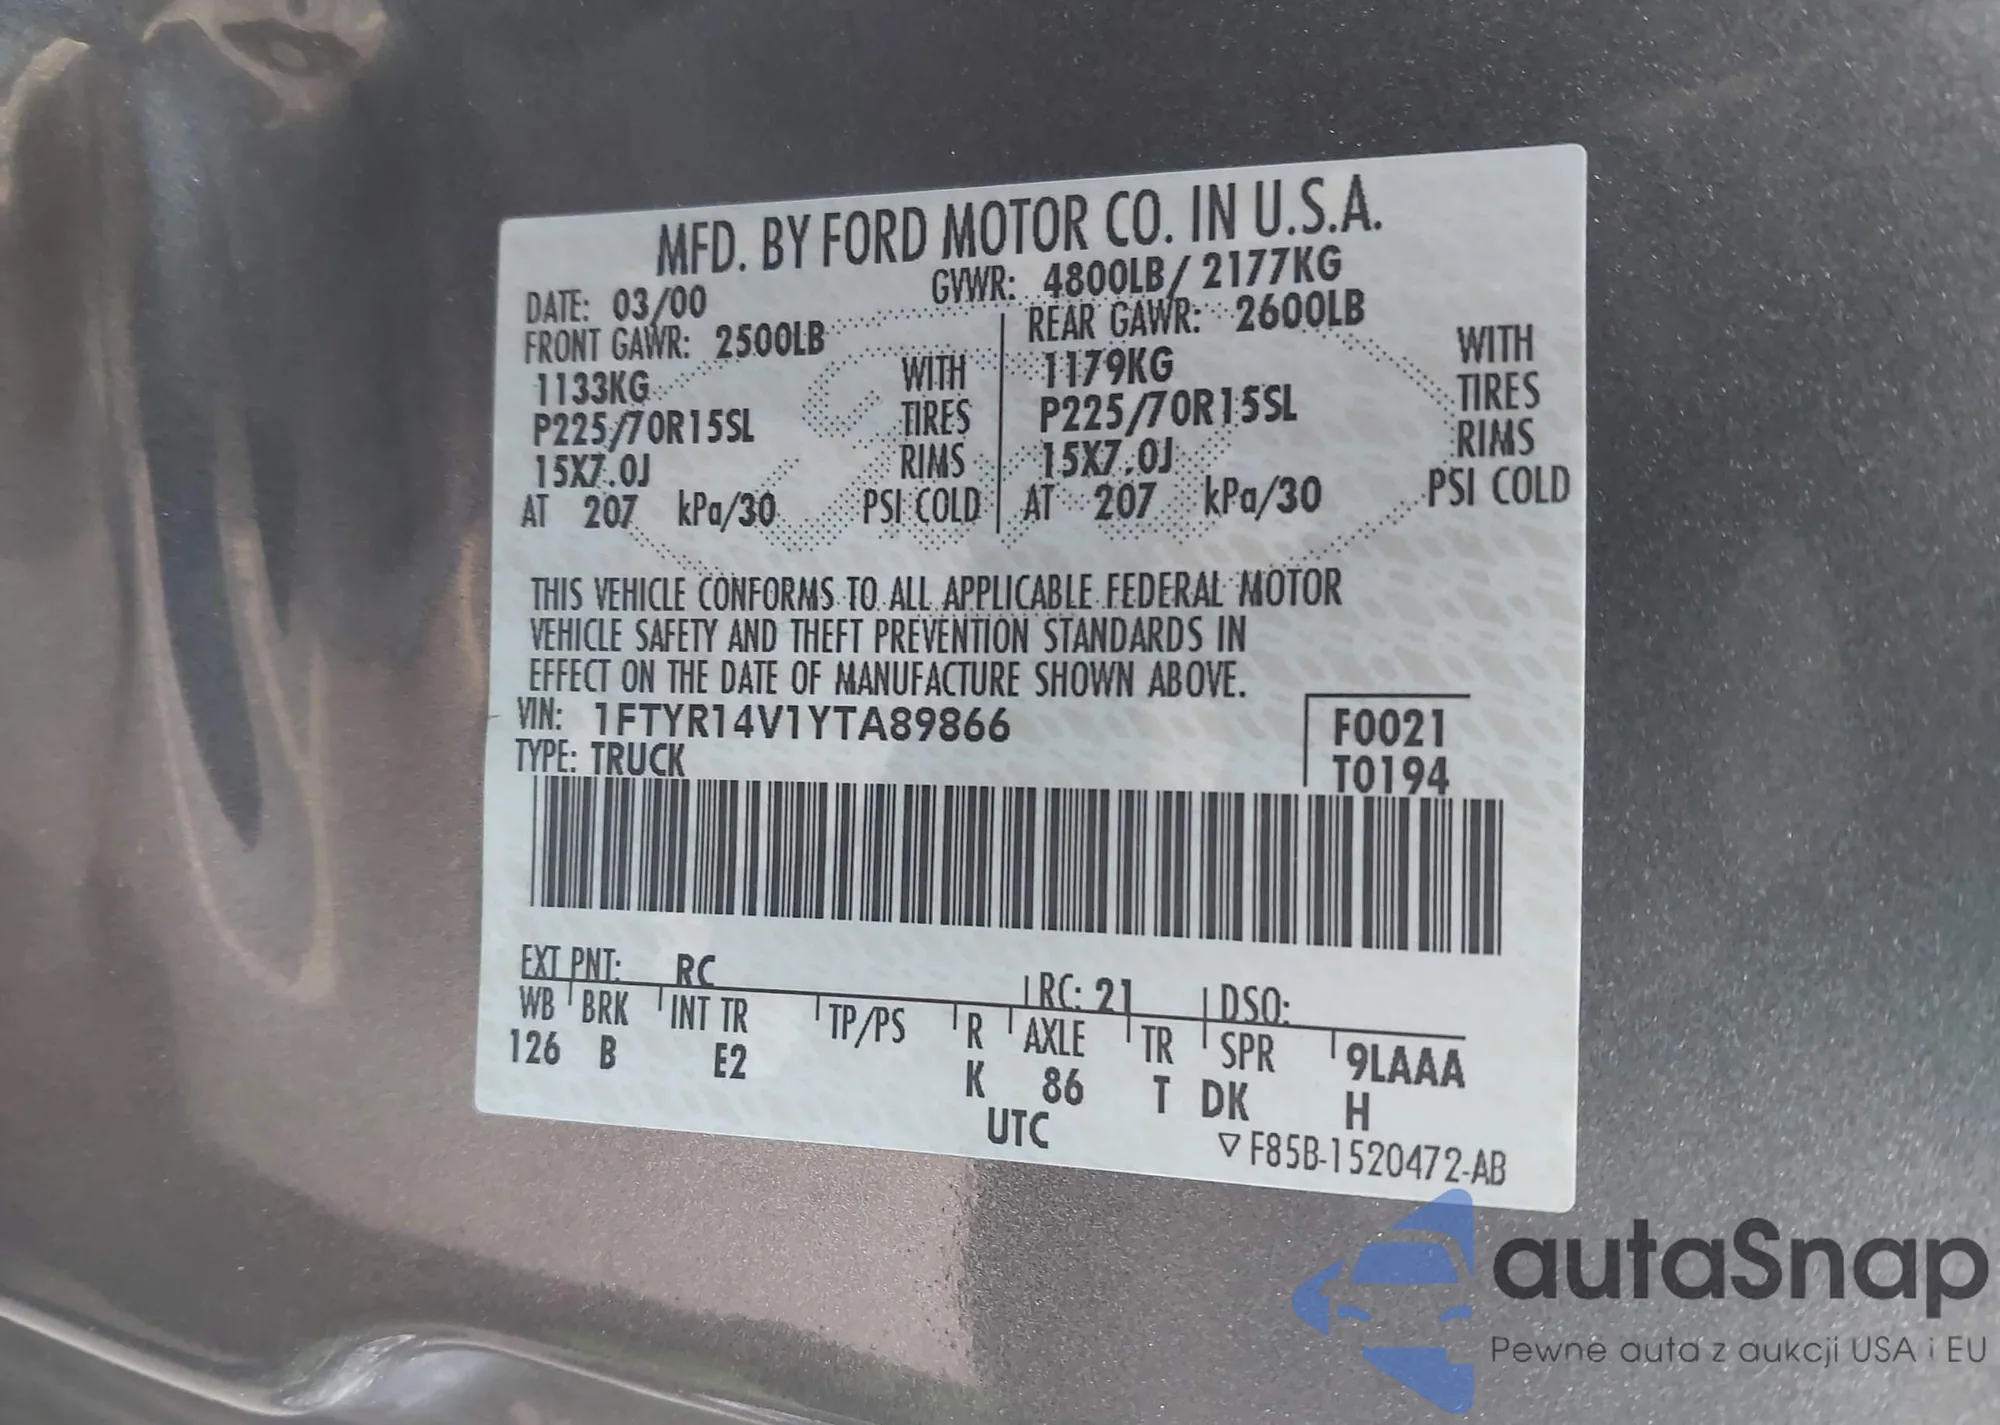 MFD. BY FORD MOTOR CO. IN U.S.A.
DATE: 03/00 GVWR: 4800LB/ 2177KG
FRONT GAWR: 2500LB REAR GAWR: 2600LB
1133KG WITH 1179KG WITH
P225/70R15SL TIRES P225/70R15SL TIRES
15X7.0J RIMS 15X7.0J RIMS
AT 207 kPa/30 PSI COLD AT 207 kPa/30 PSI COLD
THIS VEHICLE CONFORMS TO ALL APPLICABLE FEDERAL MOTOR
VEHICLE SAFETY AND THEFT PREVENTION STANDARDS IN
EFFECT ON THE DATE OF MANUFACTURE SHOWN ABOVE.
VIN: 1FTYR14V1YTA89866 F0021
TYPE: TRUCK T0194
EXT PNT: RC RC: 21 DSO:
WB BRK INT TR TP/PS R AXLE TR SPR 9LAAA
126 B E2 K 86 T DK H
UTC
▽ F85B-1520472-AB
autaSnap
Pewne auta z aukcji USA i EU